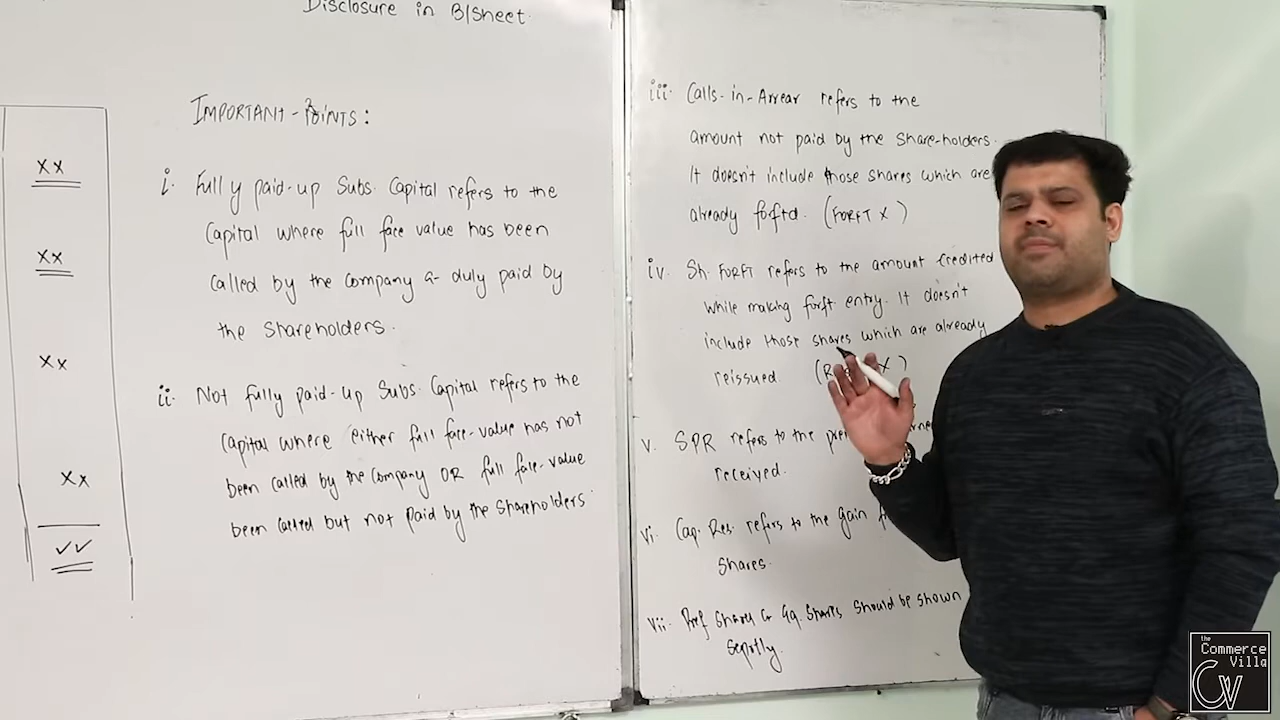 Disclosure in B/Sheet.
IMPORTANT-POINTS:
i. Fully paid-up Subs. Capital refers to the
Capital where full face value has been
called by the company & duly paid by
the shareholders.
ii. Not fully paid-up Subs. Capital refers to the
Capital where either full face-value has not
been called by the company OR full face-value
been called but not paid by the shareholders.
xx
xx
xx
xx
✓✓
iii. Calls-in-Arrear refers to the
amount not paid by the share-holders.
It doesn't include those shares which are
already forftd. (FORFT X)
iv. Sh. FORFT refers to the amount credited
while making forft entry. It doesn't
include those shares which are already
reissued. (R X)
v. SPR refers to the
received.
vi. Cap. Res. refers to the gain
shares.
vii. Pref shares & Eq. shares should be shown
seprtly.
the
Commerce
Villa
CV